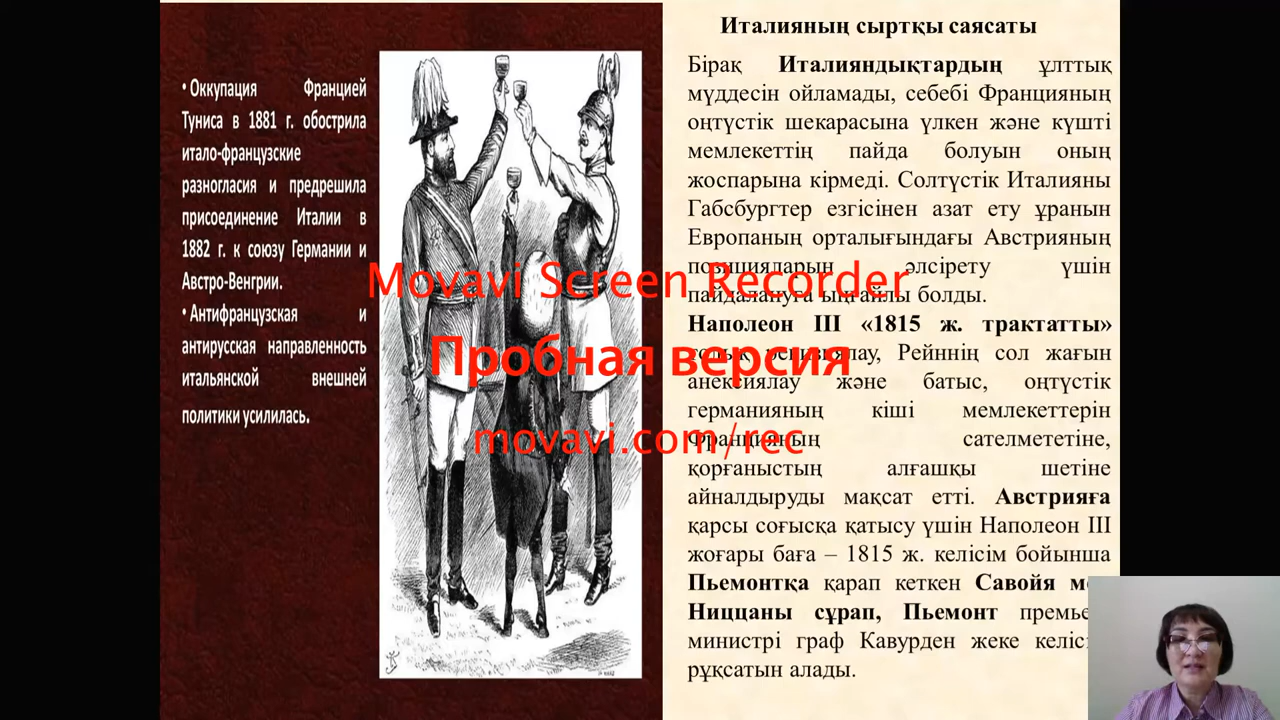 • Оккупация Францией
Туниса в 1881 г. обострила
итало-французские
разногласия и предрешила
присоединение Италии в
1882 г. к союзу Германии и
Австро-Венгрии.
• Антифранцузская и
антирусская направленность
итальянской внешней
политики усилилась.
Италияның сыртқы саясаты
Бірақ Италияндықтардың ұлттық
мүддесін ойламады, себебі Францияның
оңтүстік шекарасына үлкен және күшті
мемлекеттің пайда болуын оның
жоспарына кірмеді. Солтүстік Италияны
Габсбургтер езгісінен азат ету ұранын
Европаның орталығындағы Австрияның
позицияларын әлсірету үшін
пайдалануға ыңғайлы болды.
Наполеон III «1815 ж. трактатты»
Рейннің сол жағын
анексиялау және батыс, оңтүстік
германияның кіші мемлекеттерін
Францияның сателмететіне,
қорғаныстың алғашқы шетіне
айналдыруды мақсат етті. Австрияға
қарсы соғысқа қатысу үшін Наполеон III
жоғары баға – 1815 ж. келісім бойынша
Пьемонтқа қарап кеткен Савойя
Ниццаны сұрап, Пьемонт
министрі граф Кавурден жеке
рұқсатын алады.
Movavi Screen Recorder
Пробная версия
movavi.com/rec